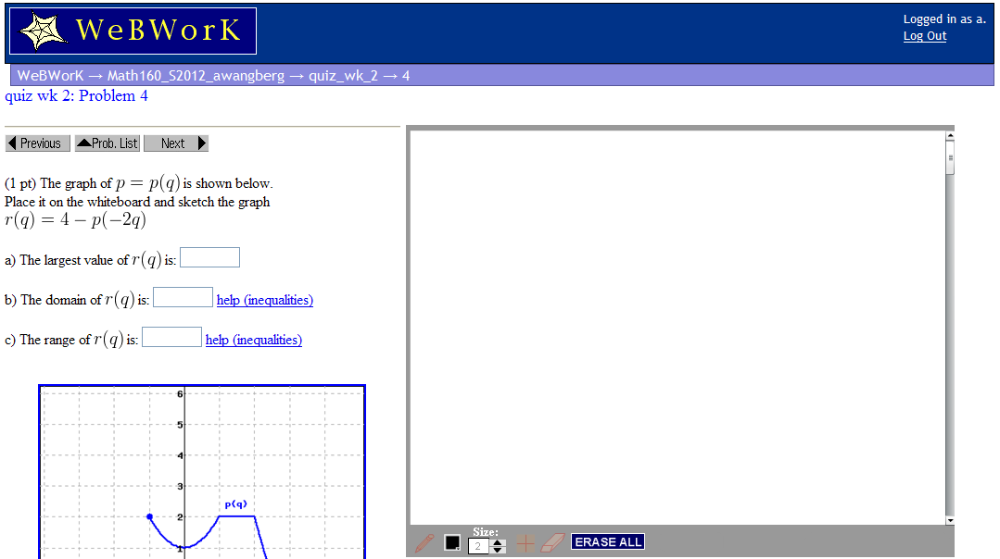 WeBWorK
Logged in as a.
Log Out
WeBWorK → Math160_S2012_awangberg → quiz_wk_2 → 4
quiz wk 2: Problem 4
Previous Prob. List Next
(1 pt) The graph of p = p(q) is shown below.
Place it on the whiteboard and sketch the graph
r(q) = 4 − p(−2q)
a) The largest value of r(q) is:
b) The domain of r(q) is: help (inequalities)
c) The range of r(q) is: help (inequalities)
6
5
4
3
p(q)
2
1
Size:
2
ERASE ALL